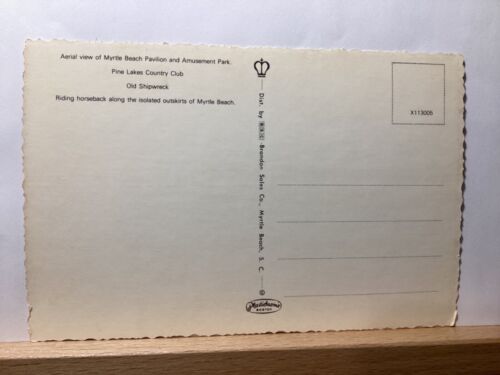 Aerial view of Myrtle Beach Pavilion and Amusement Park.
Pine Lakes Country Club
Old Shipwreck
Riding horseback along the isolated outskirts of Myrtle Beach.
Dist. by -Brandon Sales Co., Myrtle Beach, S. C.
Plastichrome
BOSTON
X113005